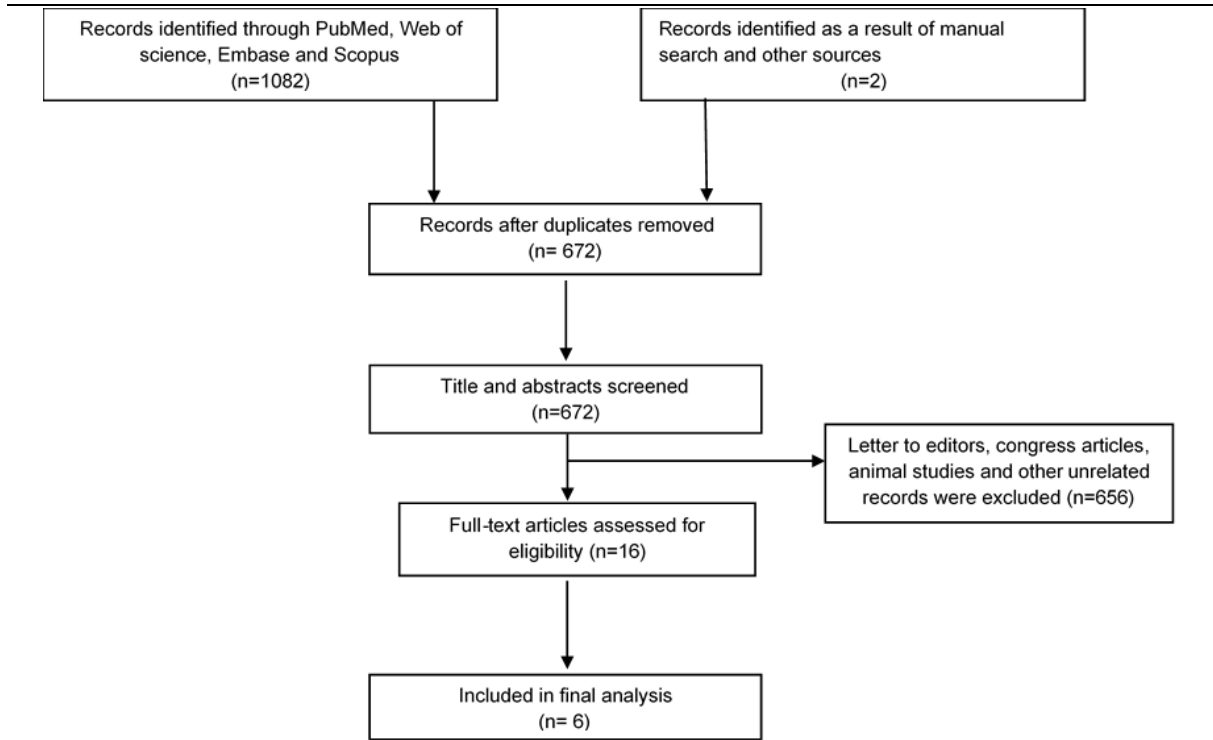 Records identified through PubMed, Web of
science, Embase and Scopus
(n=1082)
Records identified as a result of manual
search and other sources
(n=2)
Records after duplicates removed
(n= 672)
Title and abstracts screened
(n=672)
Letter to editors, congress articles,
animal studies and other unrelated
records were excluded (n=656)
Full-text articles assessed for
eligibility (n=16)
Included in final analysis
(n= 6)